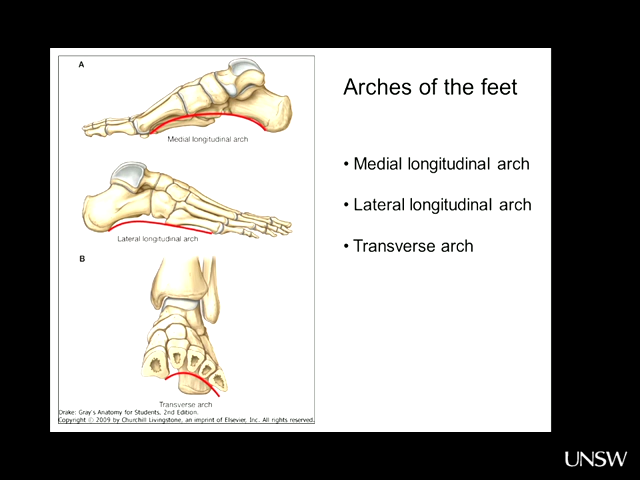 A
Medial longitudinal arch
Lateral longitudinal arch
B
Transverse arch
Drake: Gray's Anatomy for Students, 2nd Edition.
Copyright © 2009 by Churchill Livingstone, an imprint of Elsevier, Inc. All rights reserved.
Arches of the feet
• Medial longitudinal arch
• Lateral longitudinal arch
• Transverse arch
UNSW